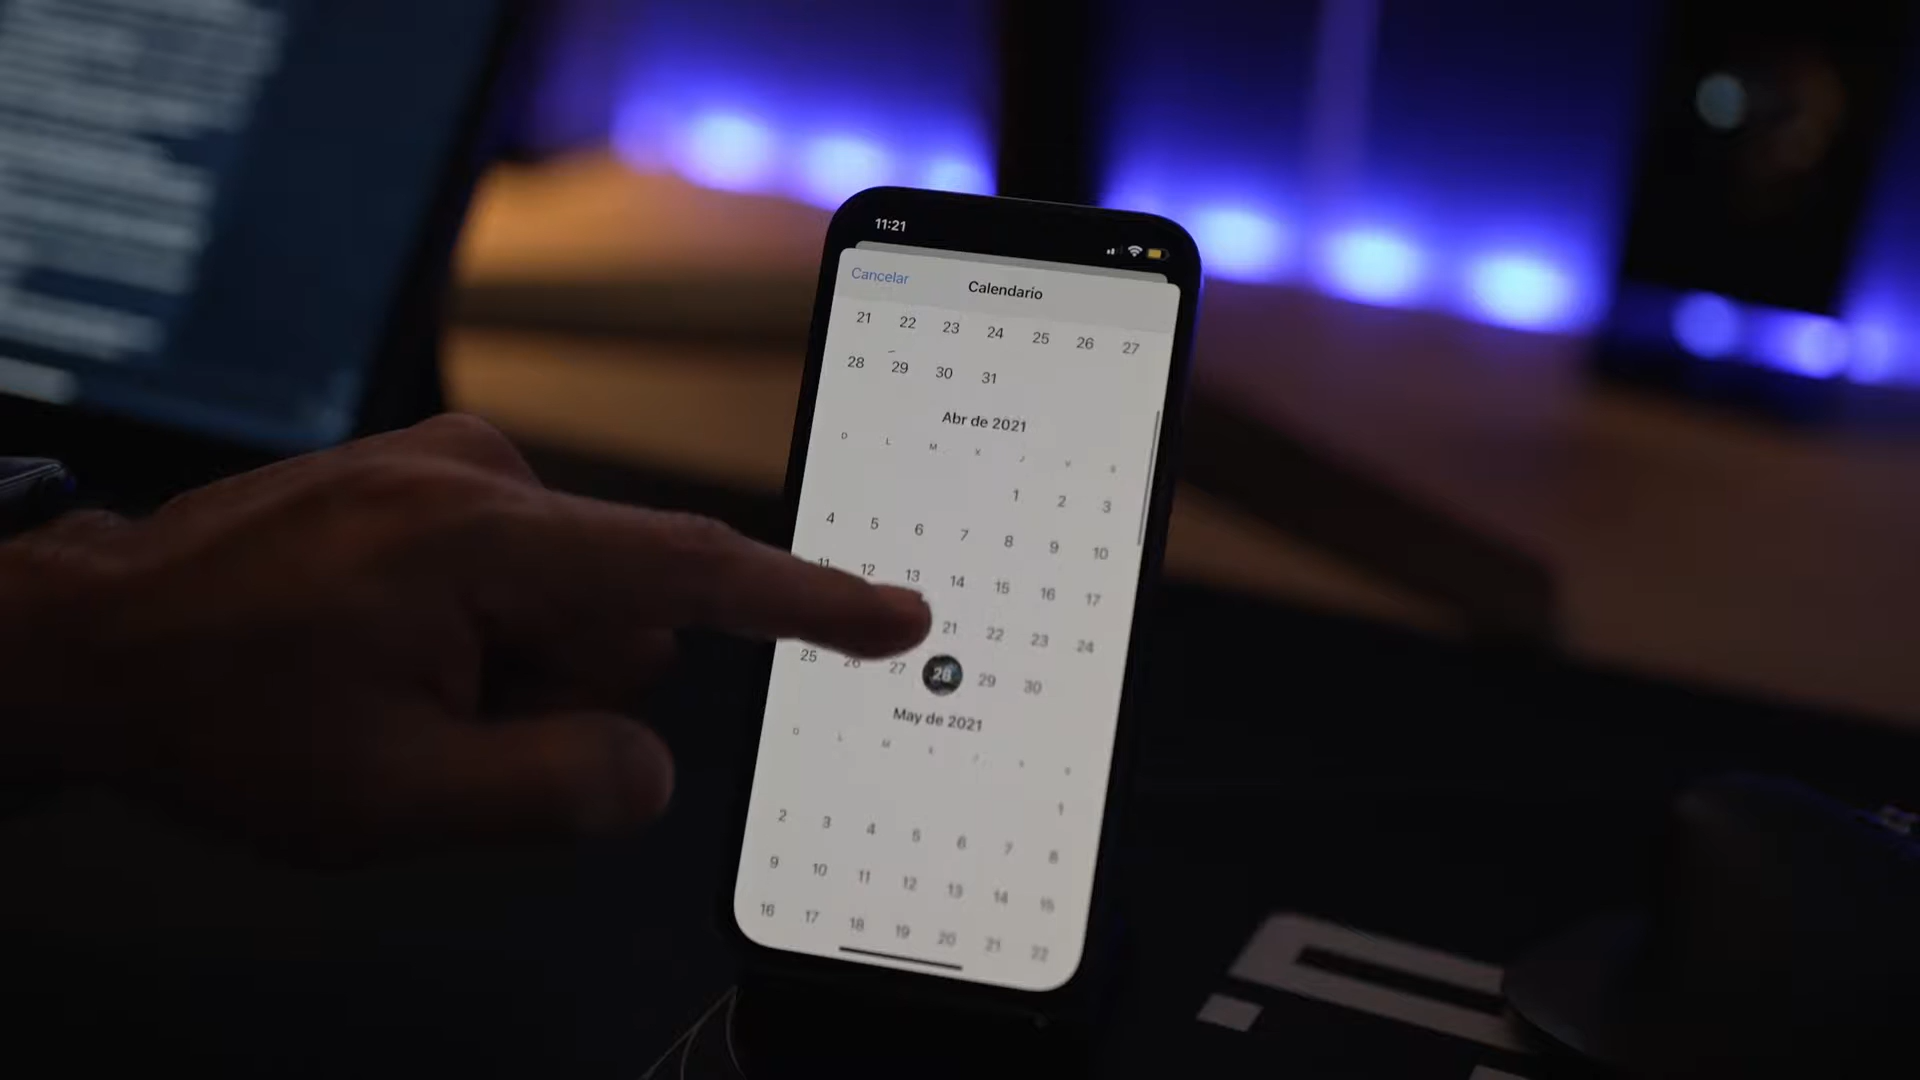 11:21
Cancelar
Calendario
21 22 23 24 25 26 27
28 29 30 31
Abr de 2021
D L M X J V S
1 2 3
4 5 6 7 8 9 10
11 12 13 14 15 16 17
21 22 23 24
25 26 27 28 29 30
May de 2021
D L M
1
2 3 4 5 6 7 8
9 10 11 12 13 14 15
16 17 18 19 20 21 22